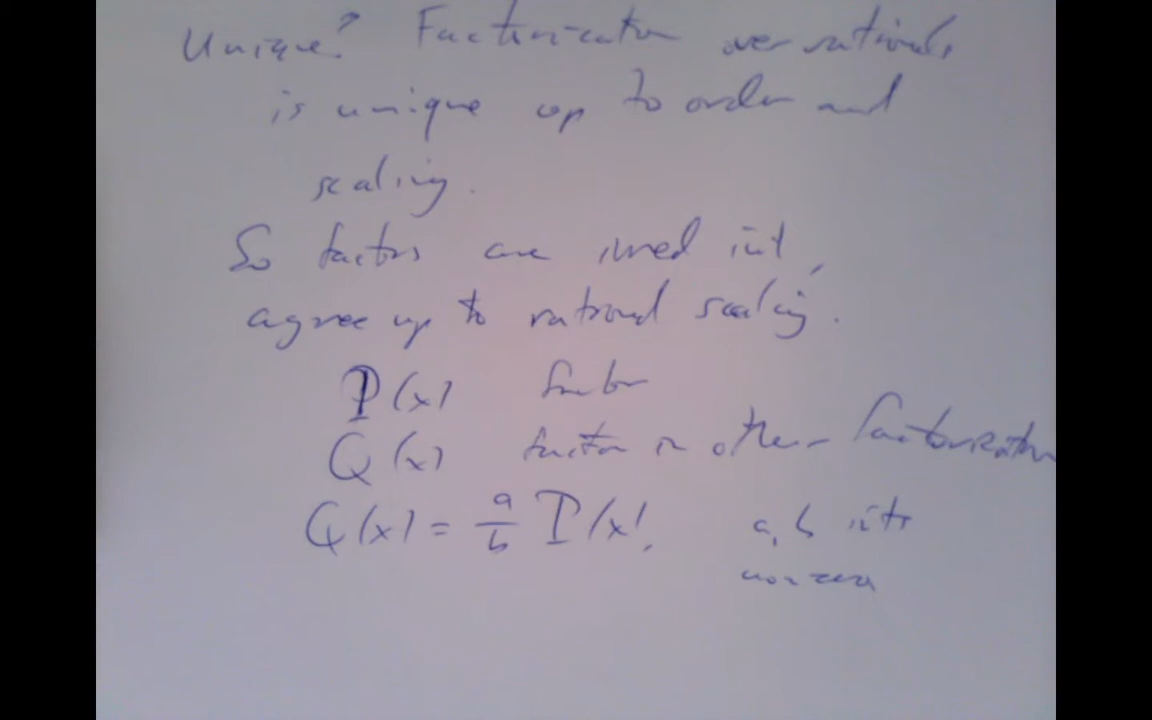 Unique? Factorization over rationals
is unique up to order and
scaling.
So factors are irred int,
agree up to rational scaling.
P(x) factor
Q(x) factor in other factorization
Q(x) = a/b P(x), a, b ints
nonzero